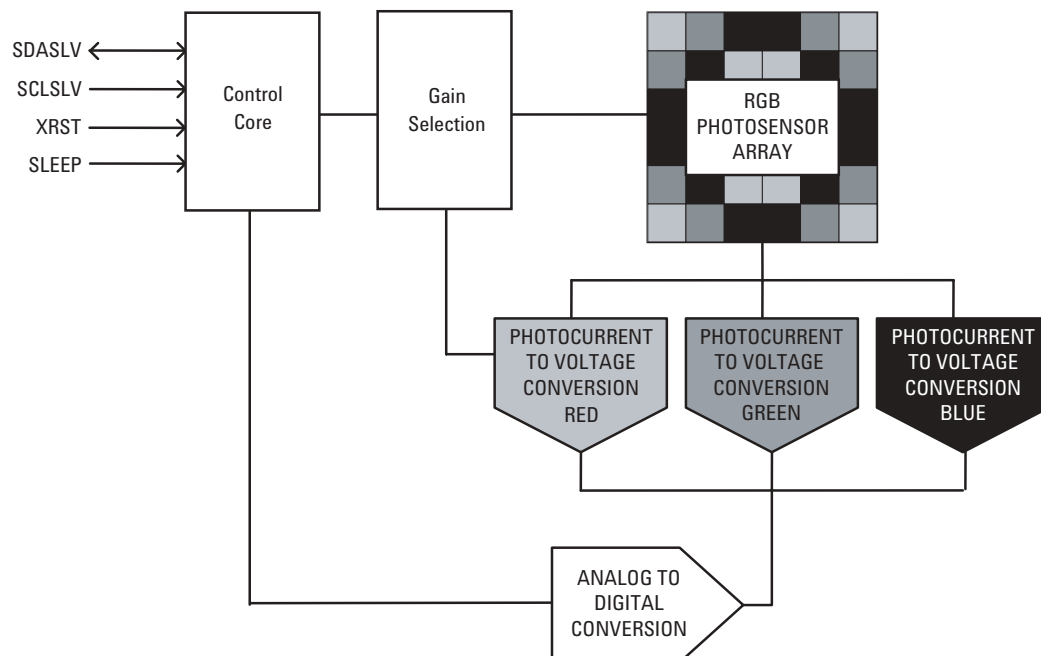 SDASLV
SCLSLV
XRST
SLEEP
Control
Core
Gain
Selection
RGB
PHOTOSENSOR
ARRAY
PHOTOCURRENT
TO VOLTAGE
CONVERSION
RED
PHOTOCURRENT
TO VOLTAGE
CONVERSION
GREEN
PHOTOCURRENT
TO VOLTAGE
CONVERSION
BLUE
ANALOG TO
DIGITAL
CONVERSION